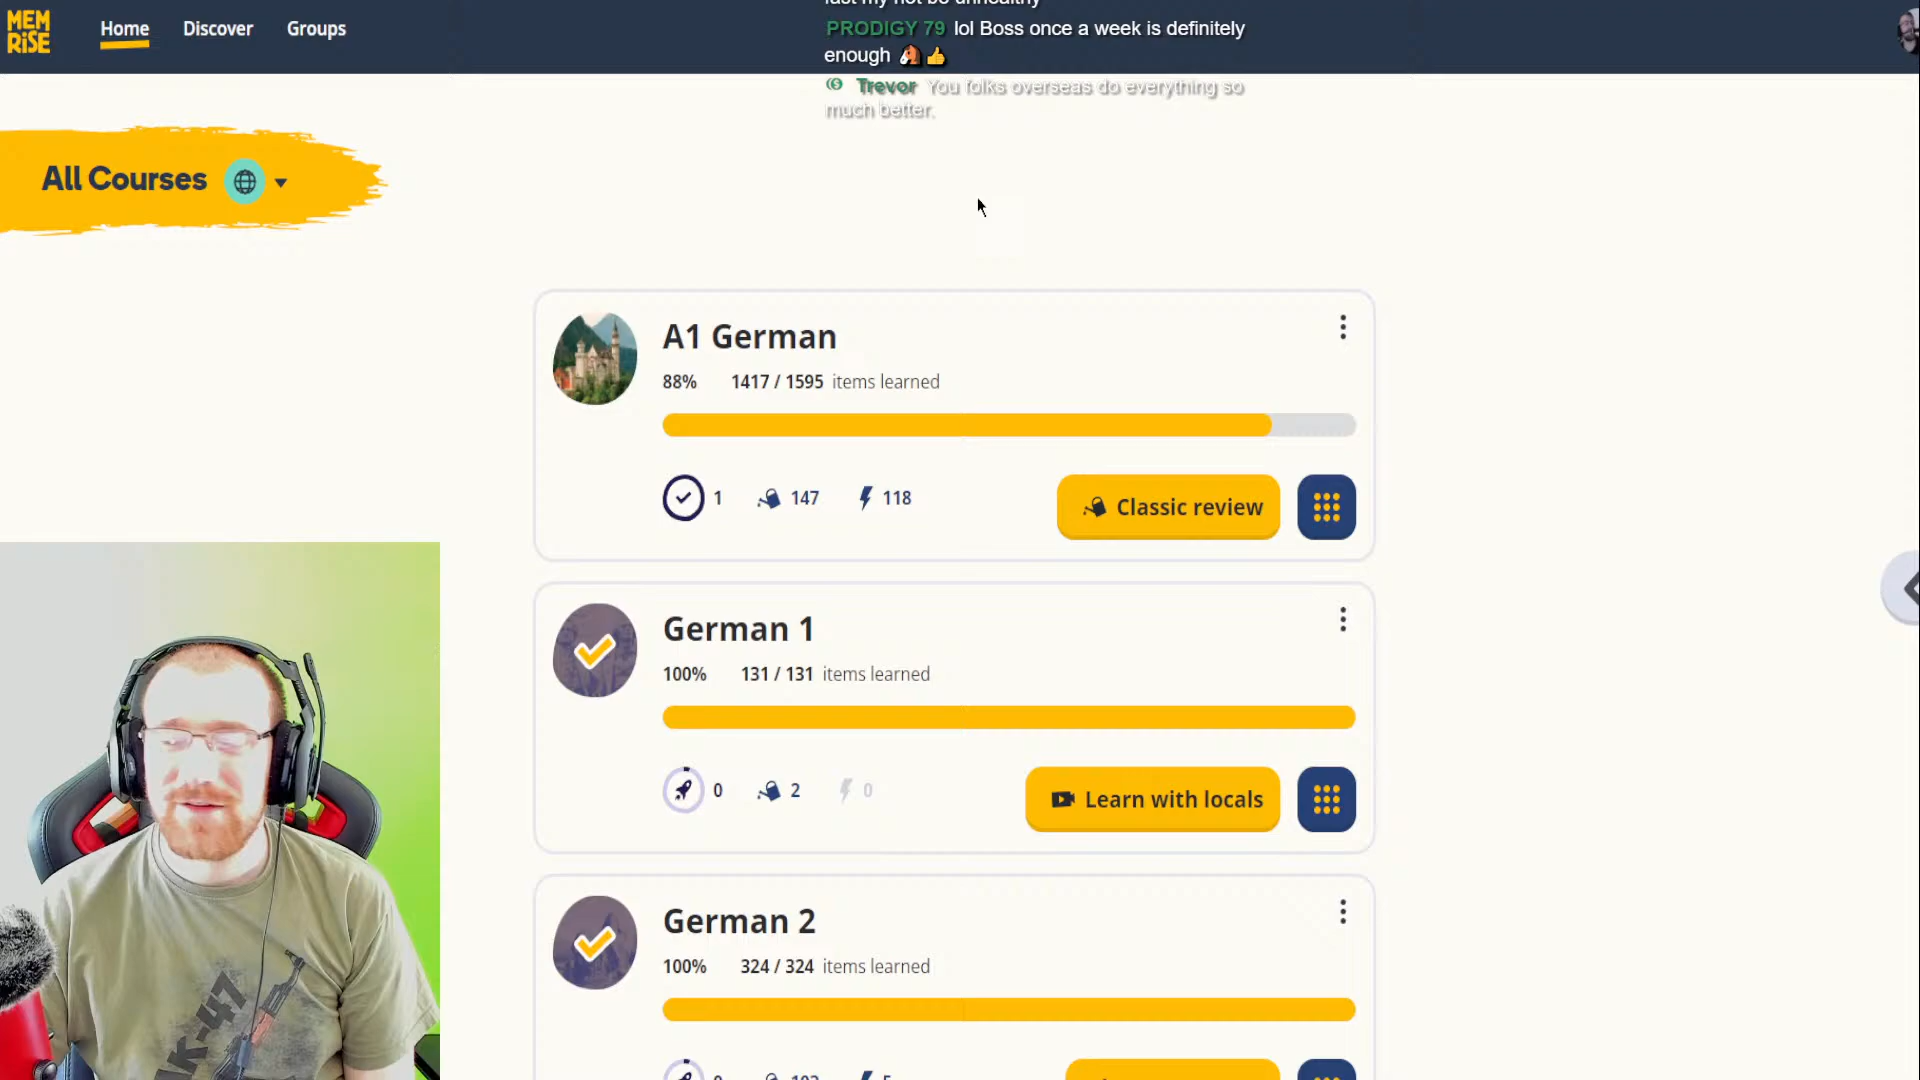 MEM
RiSE
Home
Discover
Groups
PRODIGY 79 lol Boss once a week is definitely
enough
Trevor You folks overseas do everything so
much better.
All Courses
A1 German
88% 1417 / 1595 items learned
1 147 118
Classic review
German 1
100% 131 / 131 items learned
0 2 0
Learn with locals
German 2
100% 324 / 324 items learned
K-47